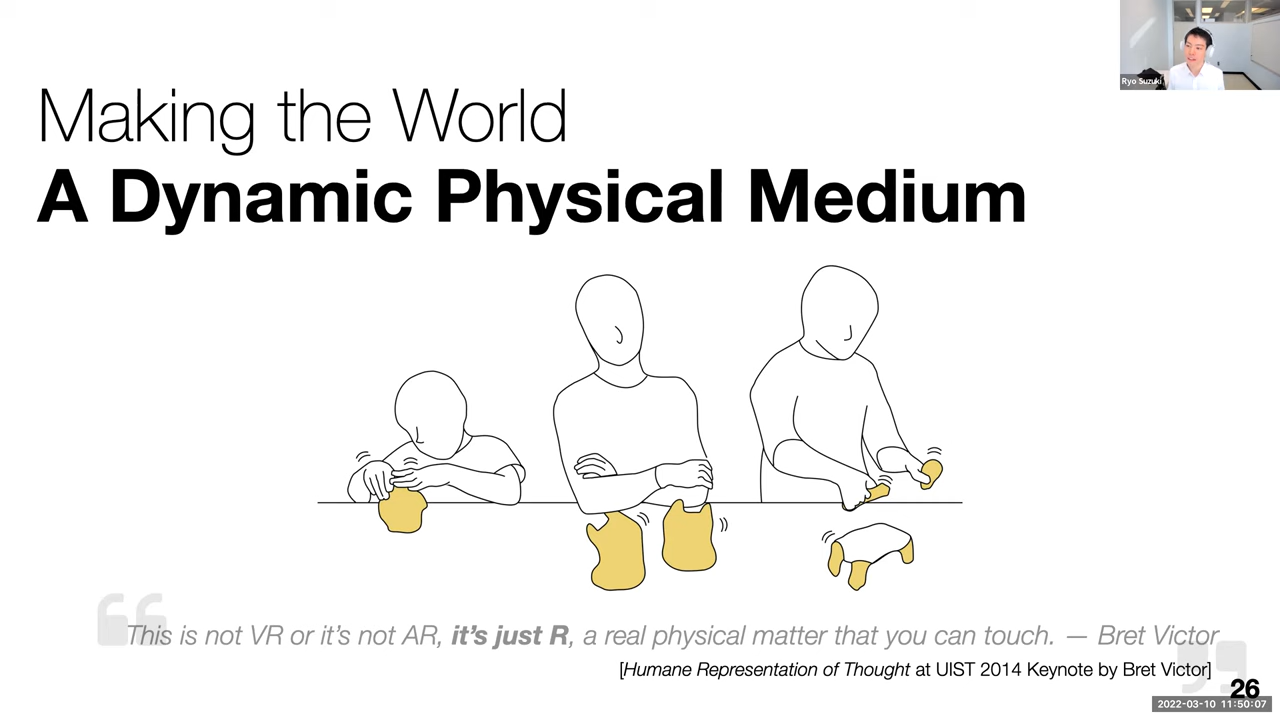 Ryo Suzuki
Making the World
A Dynamic Physical Medium
“
This is not VR or it's not AR, it's just R, a real physical matter that you can touch. — Bret Victor
”
[Humane Representation of Thought at UIST 2014 Keynote by Bret Victor]
26
2022-03-10 11:50:07